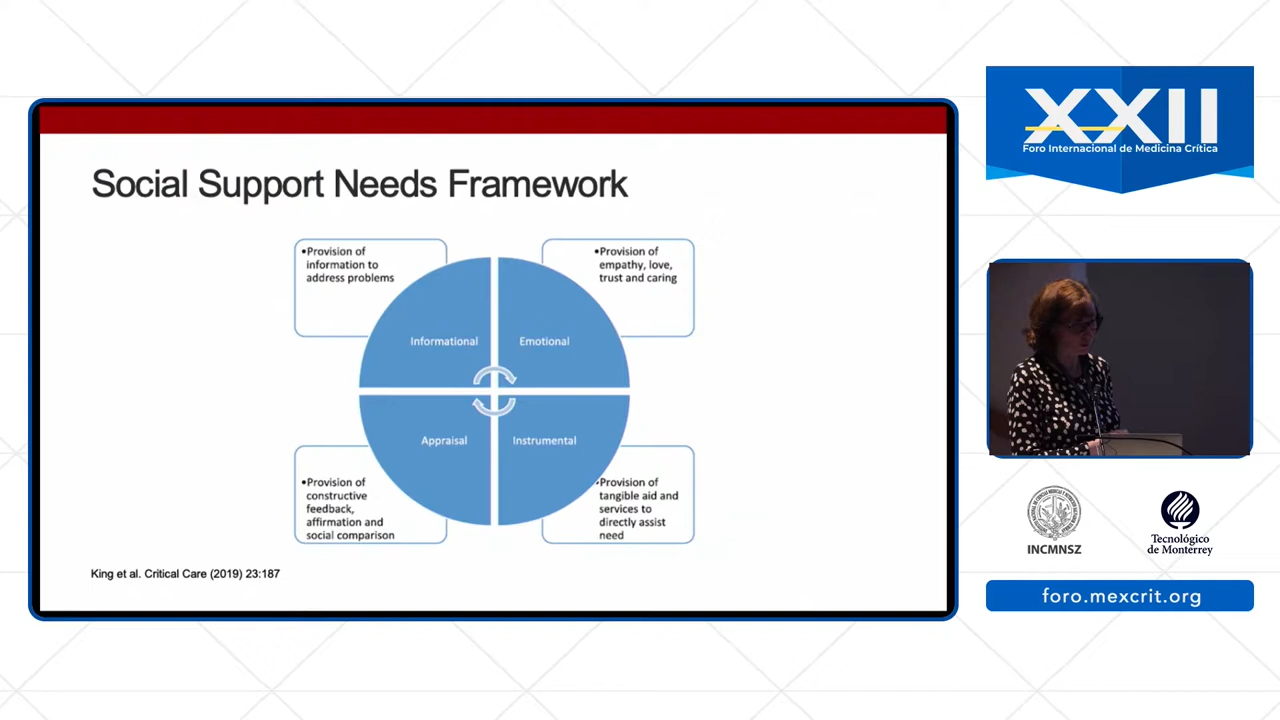 Social Support Needs Framework
•Provision of
information to
address problems
•Provision of
empathy, love,
trust and caring
Informational
Emotional
Appraisal
Instrumental
•Provision of
constructive
feedback,
affirmation and
social comparison
•Provision of
tangible aid and
services to
directly assist
need
King et al. Critical Care (2019) 23:187
XXII
Foro Internacional de Medicina Crítica
INCMNSZ
Tecnológico
de Monterrey
foro.mexcrit.org